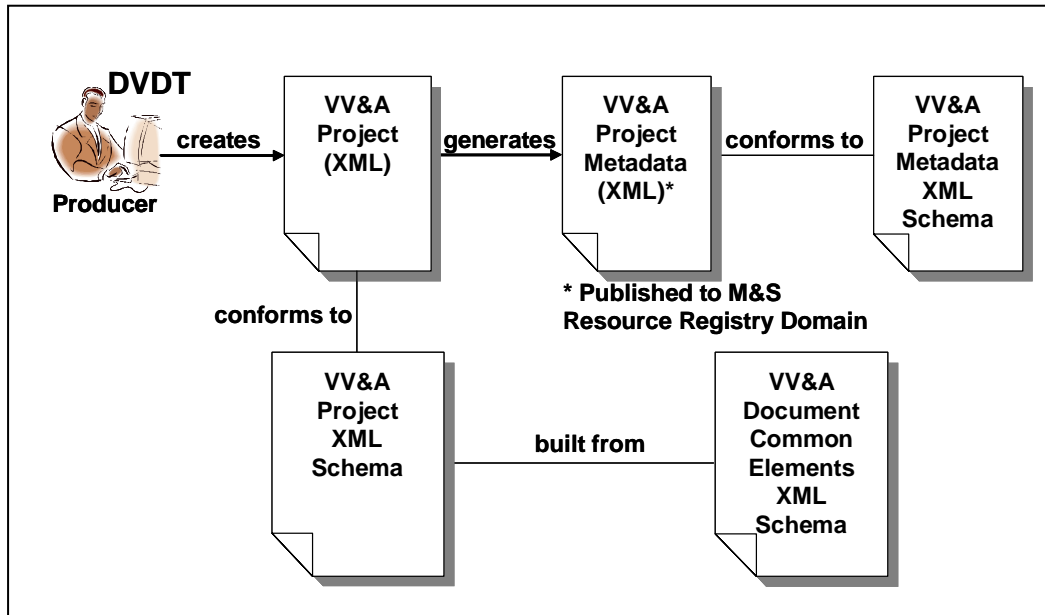 DVDT
Producer
creates
VV&A
Project
(XML)
generates
VV&A
Project
Metadata
(XML)*
conforms to
VV&A
Project
Metadata
XML
Schema
* Published to M&S
Resource Registry Domain
conforms to
VV&A
Project
XML
Schema
built from
VV&A
Document
Common
Elements
XML
Schema